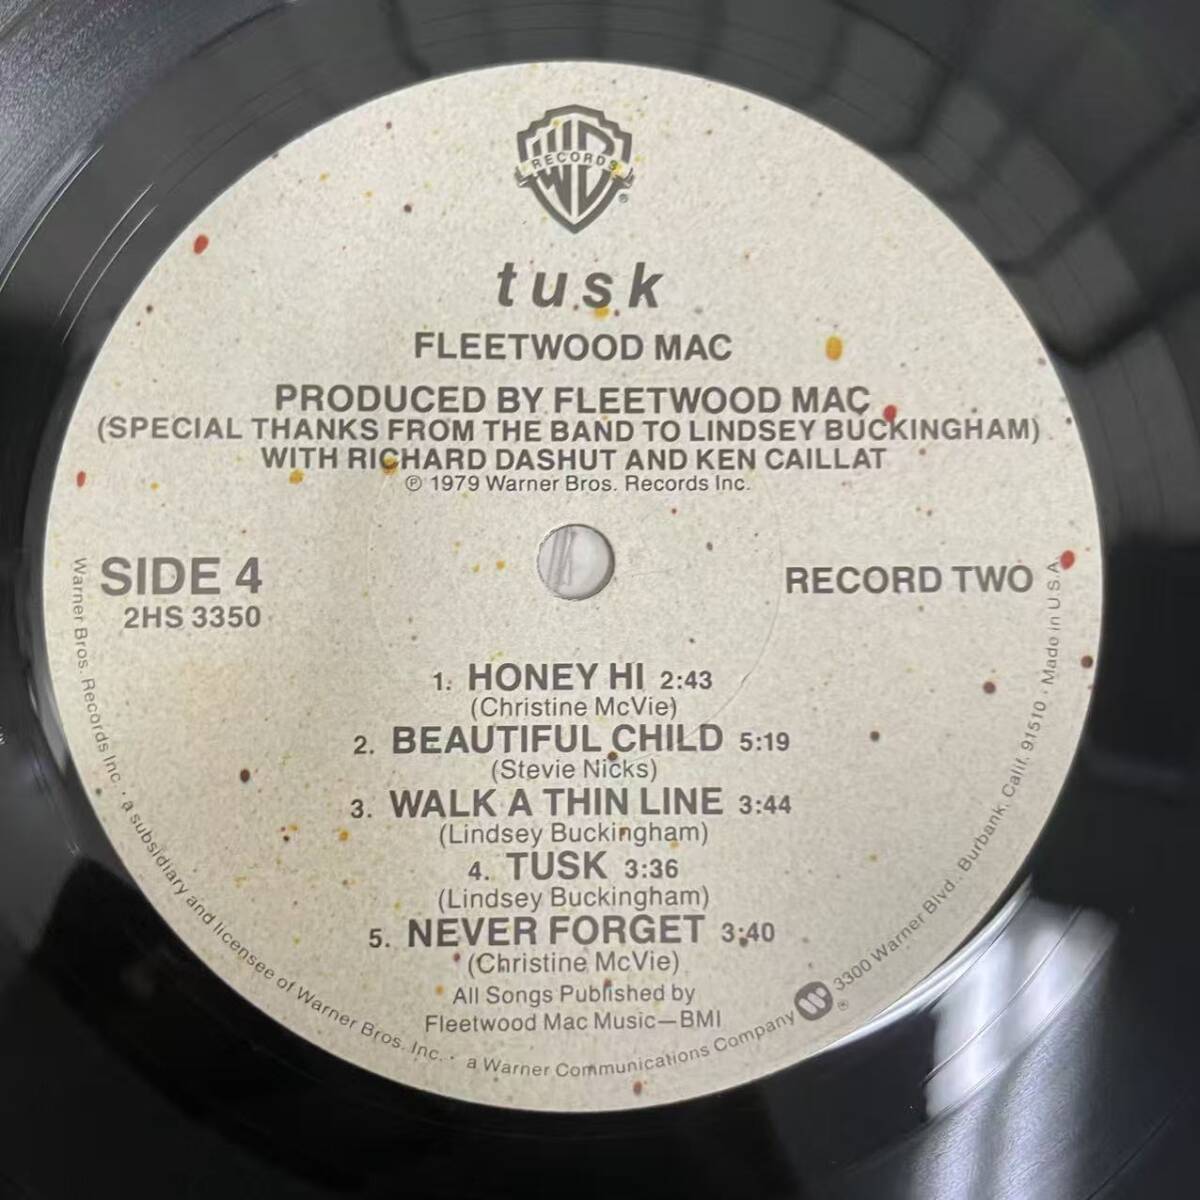 WB
RECORDS
®
tusk
FLEETWOOD MAC
PRODUCED BY FLEETWOOD MAC
(SPECIAL THANKS FROM THE BAND TO LINDSEY BUCKINGHAM)
WITH RICHARD DASHUT AND KEN CAILLAT
℗ 1979 Warner Bros. Records Inc.
SIDE 4
2HS 3350
RECORD TWO
1. HONEY HI 2:43
(Christine McVie)
2. BEAUTIFUL CHILD 5:19
(Stevie Nicks)
3. WALK A THIN LINE 3:44
(Lindsey Buckingham)
4. TUSK 3:36
(Lindsey Buckingham)
5. NEVER FORGET 3:40
(Christine McVie)
All Songs Published by
Fleetwood Mac Music—BMI
Warner Bros. Records Inc. · a subsidiary and licensee of Warner Bros. Inc. · a Warner Communications Company ® 3300 Warner Blvd., Burbank, Calif. 91510 · Made in U.S.A.